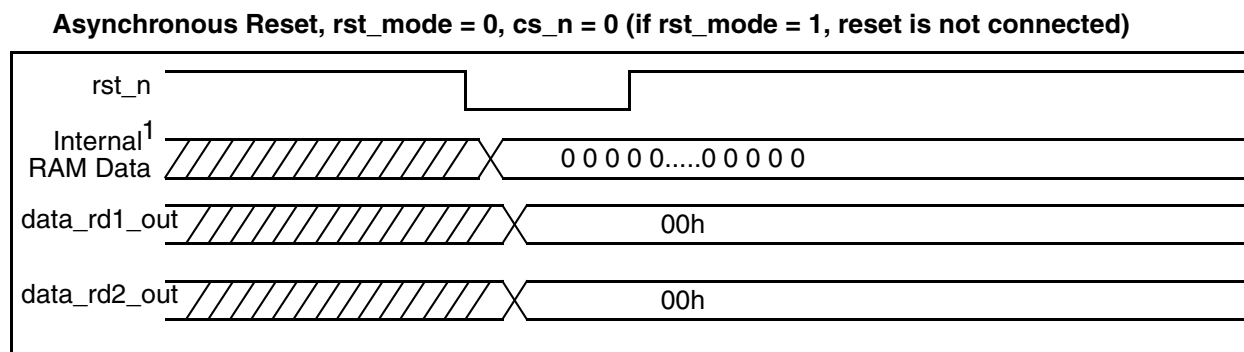 Asynchronous Reset, rst_mode = 0, cs_n = 0 (if rst_mode = 1, reset is not connected)
rst_n
Internal1
RAM Data
0 0 0 0 0.....0 0 0 0 0
data_rd1_out
00h
data_rd2_out
00h